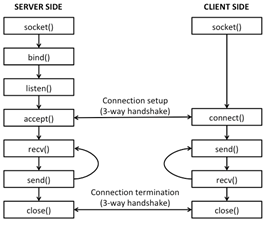 SERVER SIDE
CLIENT SIDE
socket()
socket()
bind()
listen()
Connection setup
(3-way handshake)
accept()
connect()
recv()
send()
send()
recv()
Connection termination
(3-way handshake)
close()
close()